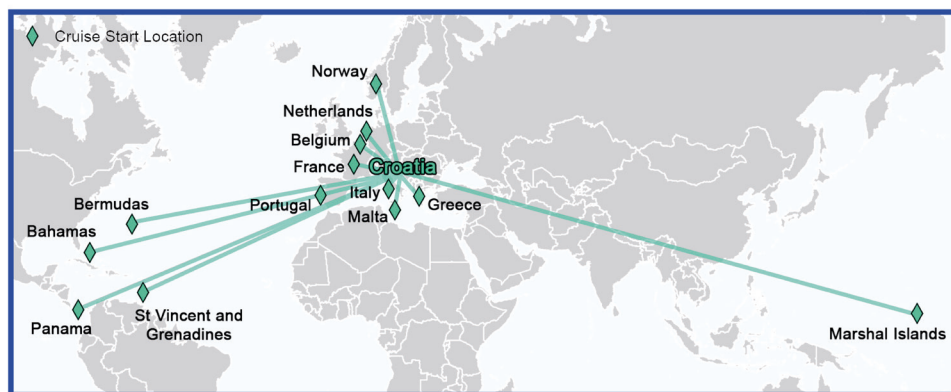 Cruise Start Location
Norway
Netherlands
Belgium
France
Croatia
Italy
Portugal
Malta
Greece
Bermudas
Bahamas
Panama
St Vincent and
Grenadines
Marshal Islands